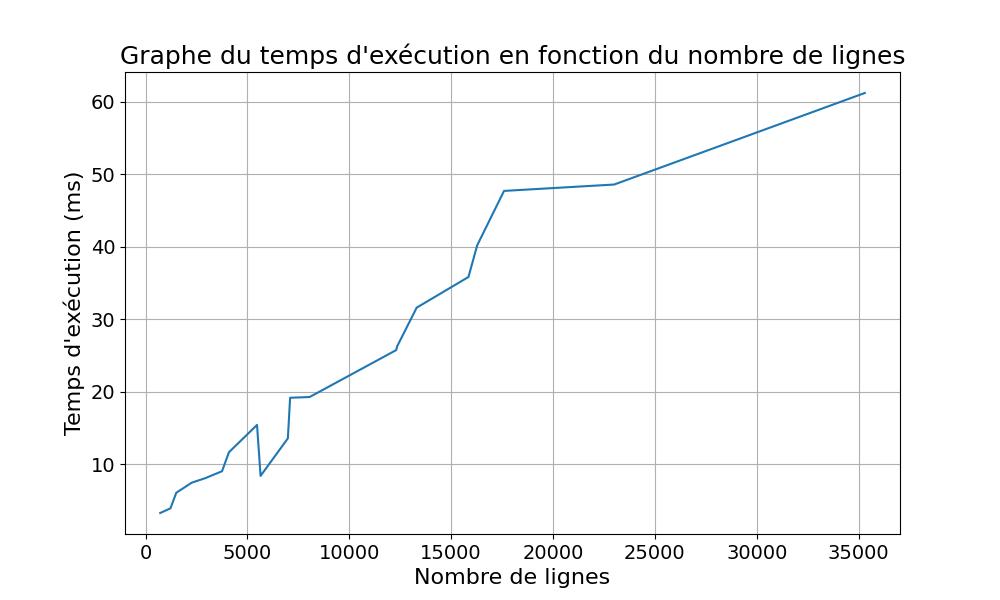 Graphe du temps d'exécution en fonction du nombre de lignes
60
50
40
30
20
10
Temps d'exécution (ms)
0 5000 10000 15000 20000 25000 30000 35000
Nombre de lignes